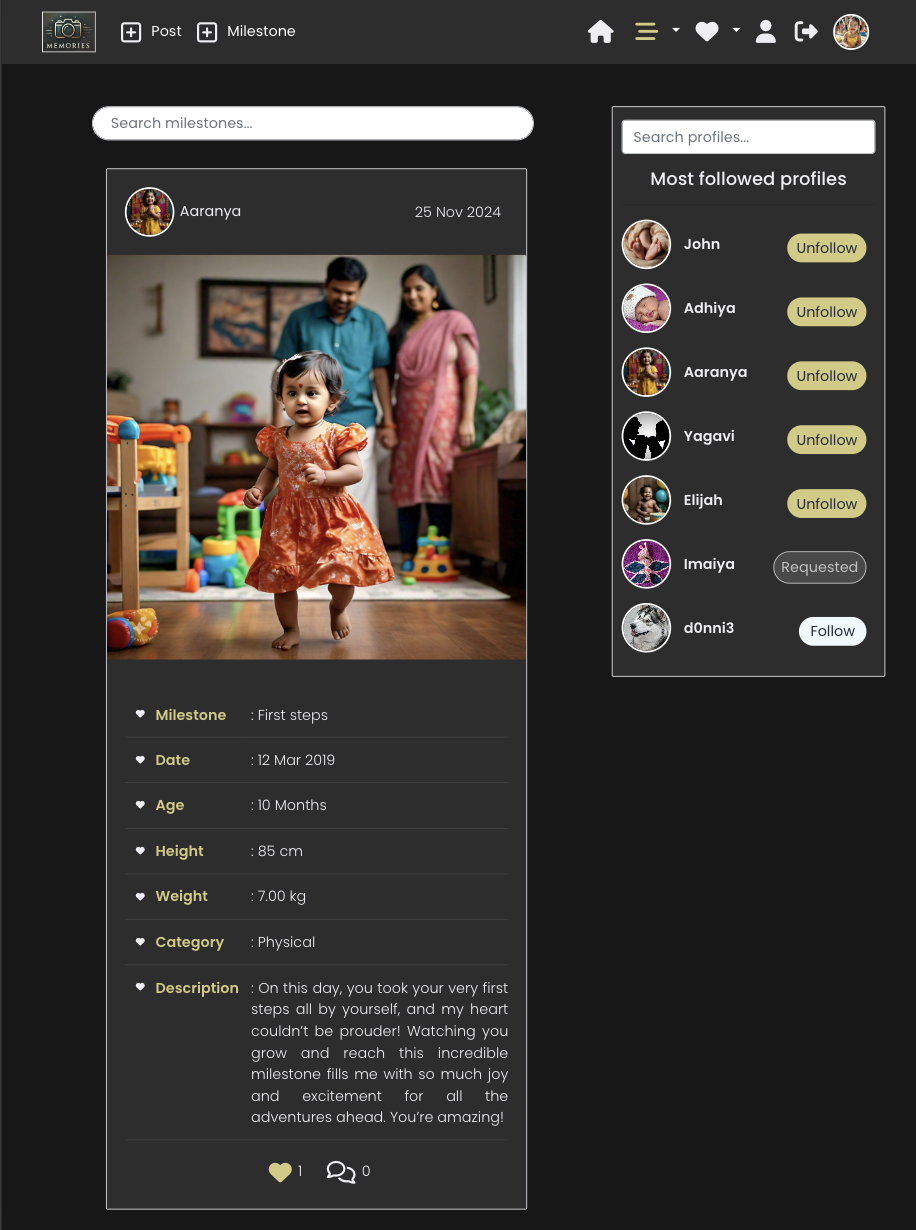 MEMORIES
Post
Milestone
Search milestones...
Aaranya
25 Nov 2024
Milestone : First steps
Date : 12 Mar 2019
Age : 10 Months
Height : 85 cm
Weight : 7.00 kg
Category : Physical
Description : On this day, you took your very first
steps all by yourself, and my heart
couldn't be prouder! Watching you
grow and reach this incredible
milestone fills me with so much joy
and excitement for all the
adventures ahead. You're amazing!
1
0
Search profiles...
Most followed profiles
John Unfollow
Adhiya Unfollow
Aaranya Unfollow
Yagavi Unfollow
Elijah Unfollow
Imaiya Requested
d0nni3 Follow